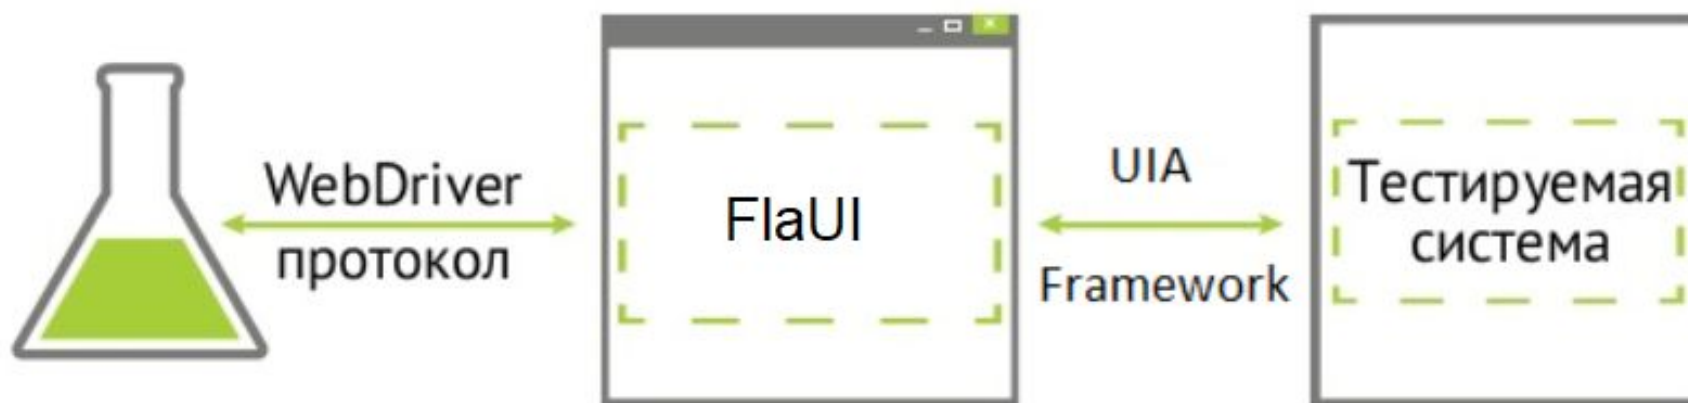 WebDriver
протокол
FlaUI
UIA
Framework
Тестируемая
система